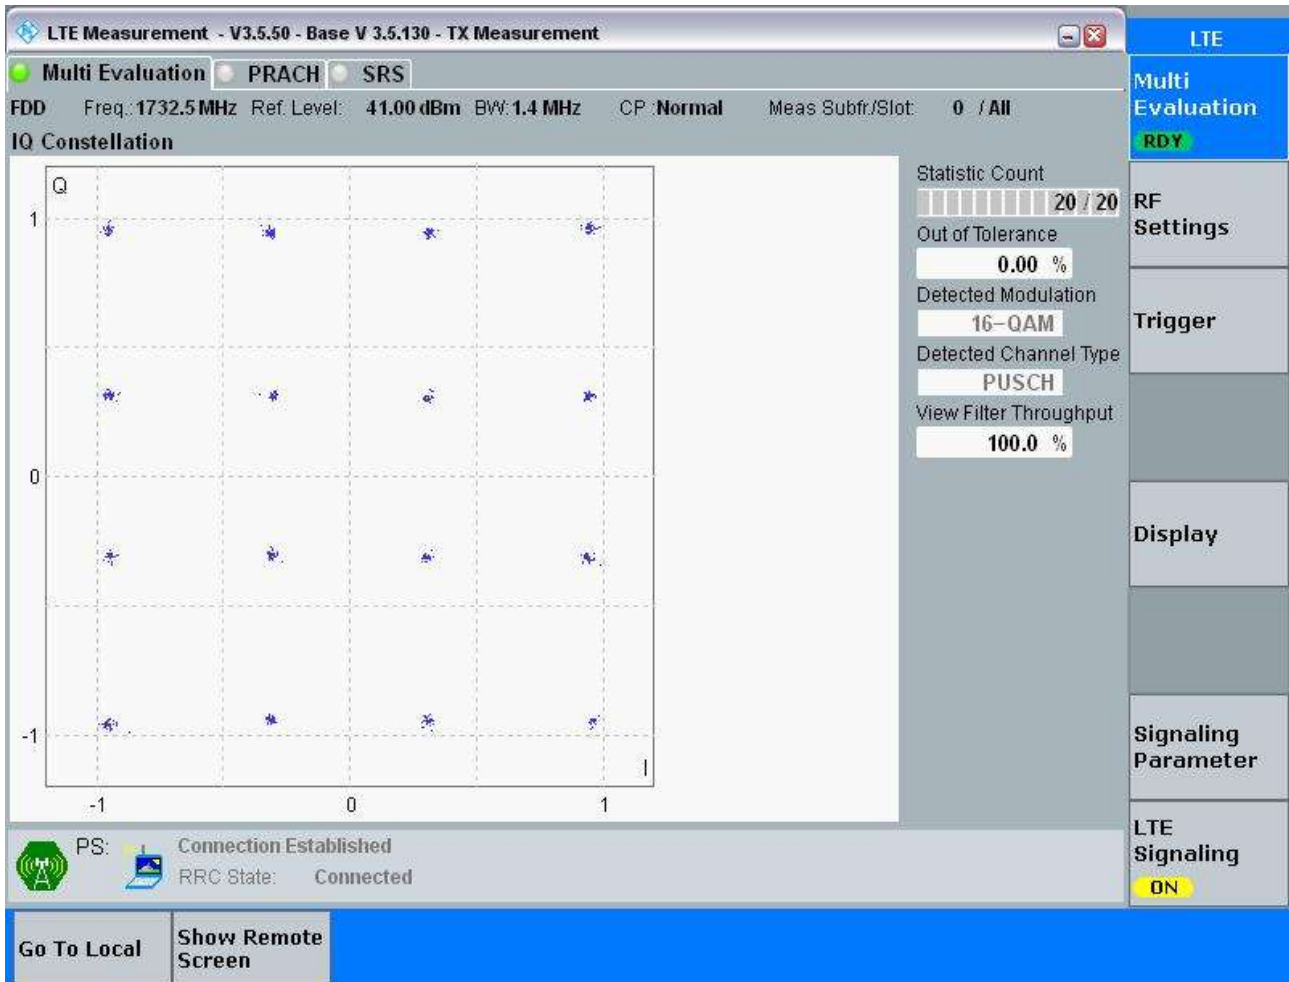 LTE Measurement - V3.5.50 - Base V 3.5.130 - TX Measurement
Multi Evaluation PRACH SRS
FDD Freq.: 1732.5 MHz Ref. Level: 41.00 dBm BW: 1.4 MHz CP :Normal Meas Subfr./Slot: 0 / All
IQ Constellation
Q
1
0
-1
I
-1 0 1
Statistic Count
20 / 20
Out of Tolerance
0.00 %
Detected Modulation
16-QAM
Detected Channel Type
PUSCH
View Filter Throughput
100.0 %
PS: Connection Established
RRC State: Connected
LTE
Multi
Evaluation
RDY
RF
Settings
Trigger
Display
Signaling
Parameter
LTE
Signaling
ON
Go To Local
Show Remote
Screen